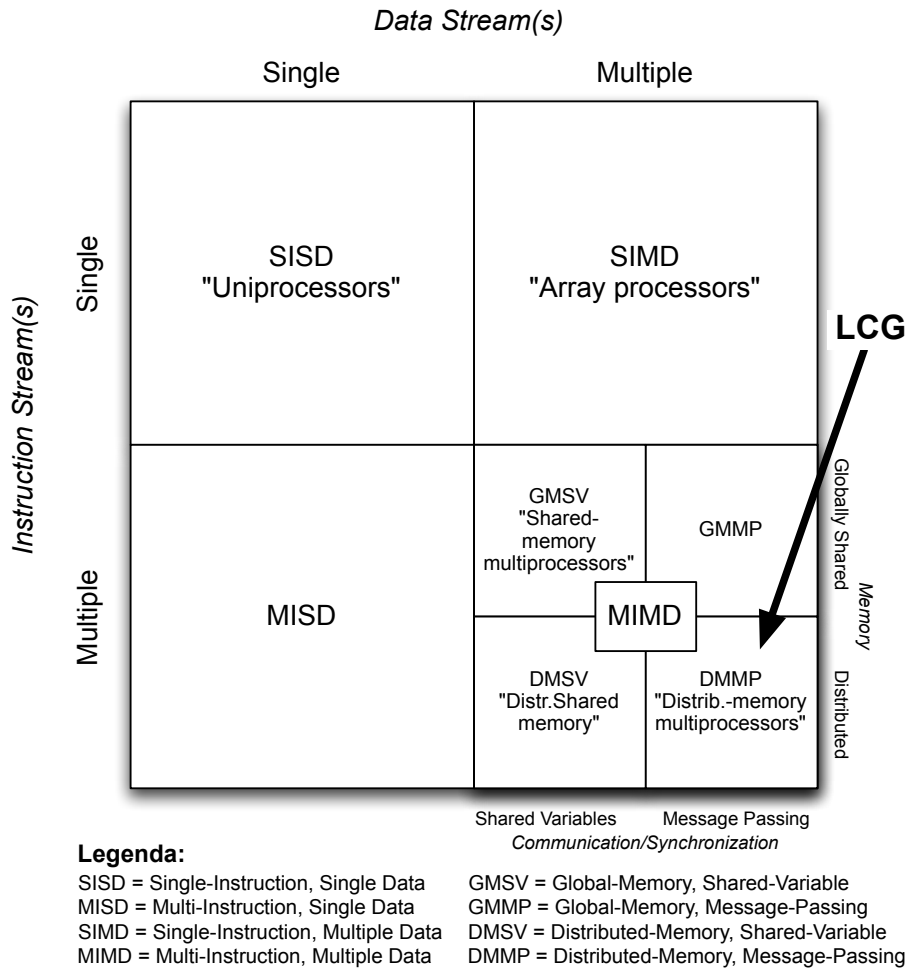 Data Stream(s)
Single
Multiple
Instruction Stream(s)
Single
SISD
"Uniprocessors"
SIMD
"Array processors"
LCG
Multiple
MISD
GMSV
"Shared-
memory
multiprocessors"
GMMP
MIMD
DMSV
"Distr.Shared
memory"
DMMP
"Distrib.-memory
multiprocessors"
Globally Shared
Memory
Distributed
Shared Variables
Message Passing
Communication/Synchronization
Legenda:
SISD = Single-Instruction, Single Data
MISD = Multi-Instruction, Single Data
SIMD = Single-Instruction, Multiple Data
MIMD = Multi-Instruction, Multiple Data
GMSV = Global-Memory, Shared-Variable
GMMP = Global-Memory, Message-Passing
DMSV = Distributed-Memory, Shared-Variable
DMMP = Distributed-Memory, Message-Passing